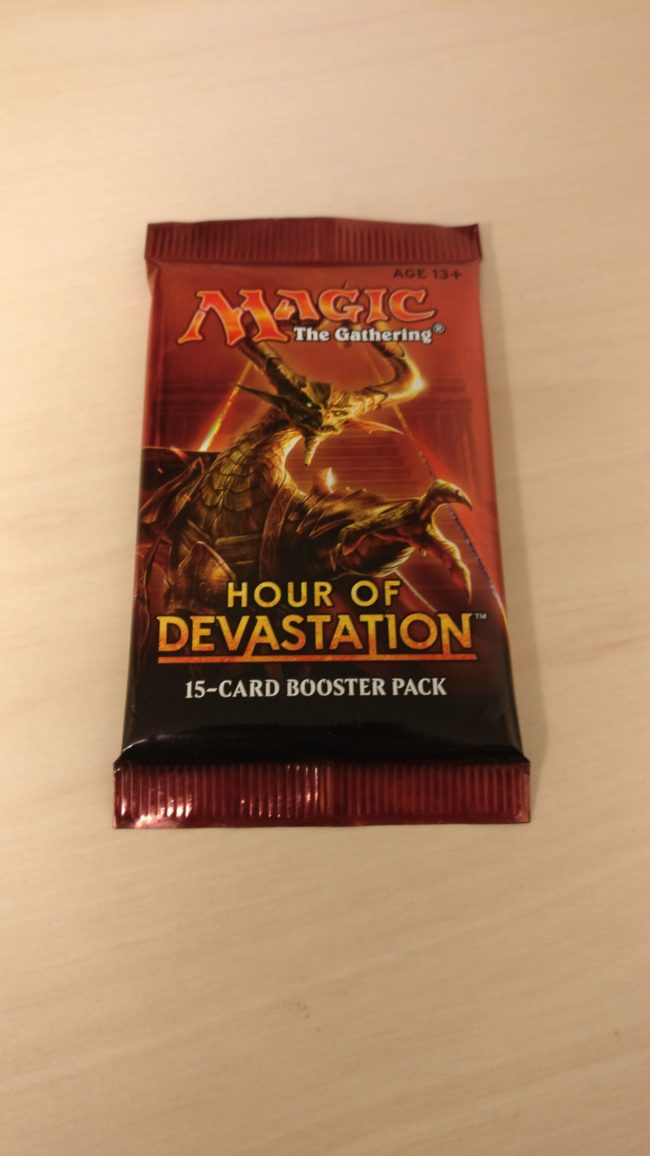 AGE 13+
MAGIC
The Gathering®
HOUR OF
DEVASTATION™
15-CARD BOOSTER PACK